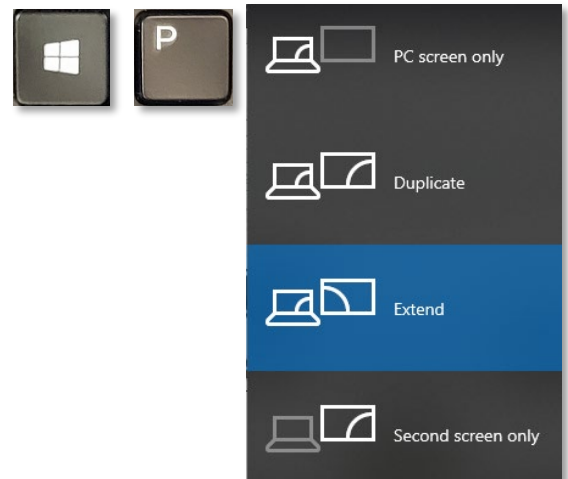 P
PC screen only
Duplicate
Extend
Second screen only